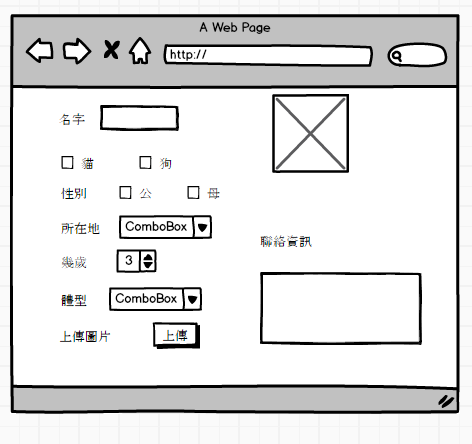 A Web Page
http://
名字
貓 狗
性別 公 母
所在地 ComboBox
聯絡資訊
幾歲 3
體型 ComboBox
上傳圖片 上傳